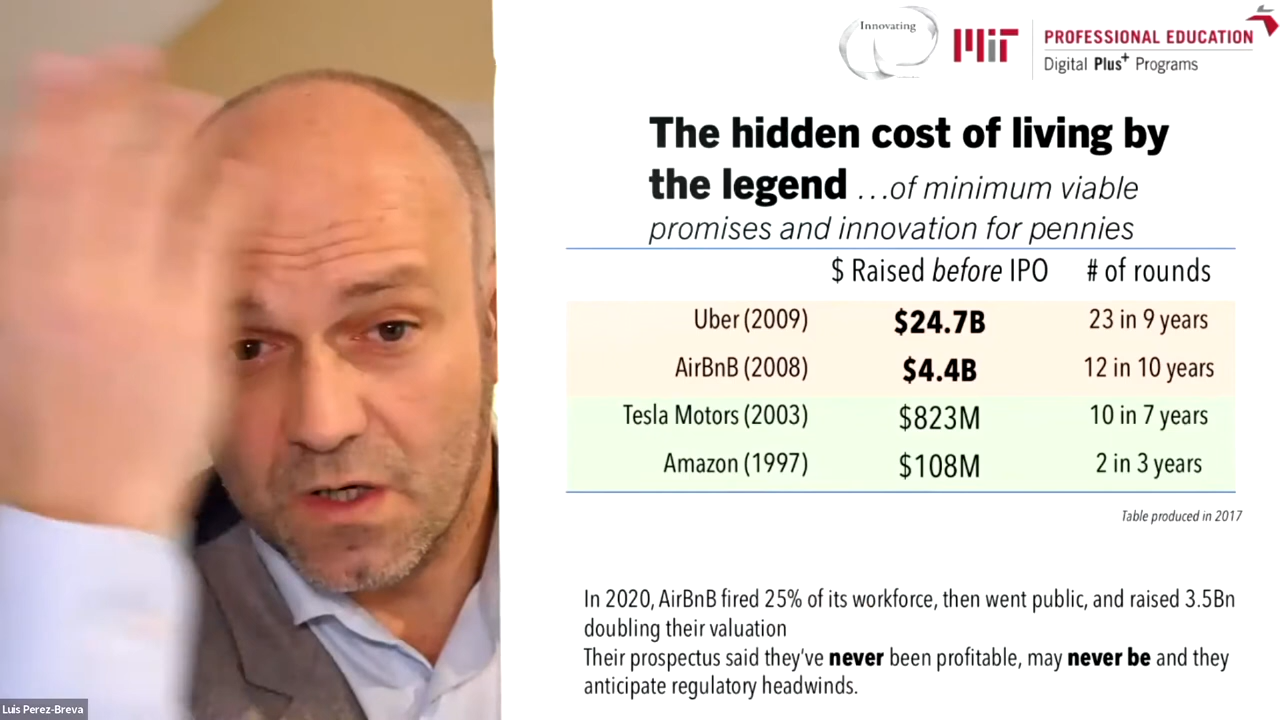 Innovating
MIT
PROFESSIONAL EDUCATION
Digital Plus+ Programs
The hidden cost of living by
the legend ...of minimum viable
promises and innovation for pennies
$ Raised before IPO # of rounds
Uber (2009) $24.7B 23 in 9 years
AirBnB (2008) $4.4B 12 in 10 years
Tesla Motors (2003) $823M 10 in 7 years
Amazon (1997) $108M 2 in 3 years
Table produced in 2017
In 2020, AirBnB fired 25% of its workforce, then went public, and raised 3.5Bn
doubling their valuation
Their prospectus said they've never been profitable, may never be and they
anticipate regulatory headwinds.
Luis Perez-Breva